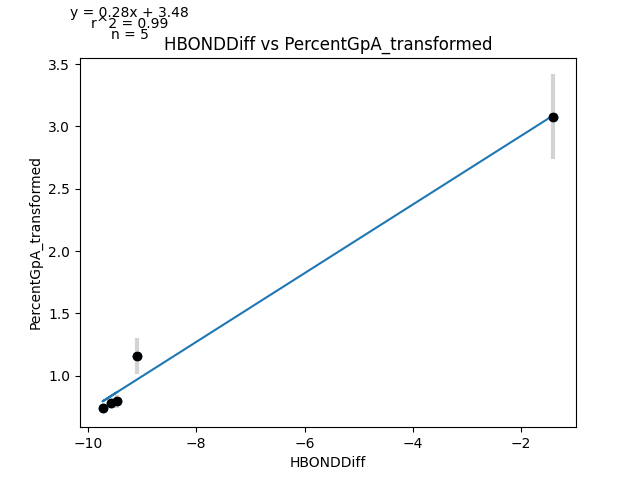 y = 0.28x + 3.48
r^2 = 0.99
n = 5
HBONDDiff vs PercentGpA_transformed
3.5
3.0
2.5
2.0
1.5
1.0
PercentGpA_transformed
−10
−8
−6
−4
−2
HBONDDiff